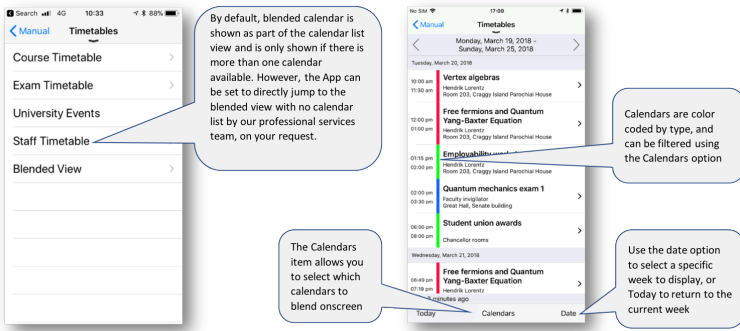 Search 4G 10:33 88%
Manual Timetables
Course Timetable
Exam Timetable
University Events
Staff Timetable
Blended View
By default, blended calendar is
shown as part of the calendar list
view and is only shown if there is
more than one calendar
available. However, the App can
be set to directly jump to the
blended view with no calendar
list by our professional services
team, on your request.
No SIM 17:00
Manual Timetables
Monday, March 19, 2018 -
Sunday, March 25, 2018
Tuesday, March 20, 2018
10:00 am Vertex algebras
11:30 am Hendrik Lorentz
Room 203, Craggy Island Parochial House
Free fermions and Quantum
12:00 pm Yang-Baxter Equation
01:00 pm Hendrik Lorentz
Room 203, Craggy Island Parochial House
01:15 pm Employability
02:00 pm Hendrik Lorentz
Room 203, Craggy Island Parochial House
02:00 pm Quantum mechanics exam 1
03:30 pm Faculty invigilator
Great Hall, Senate building
06:00 pm Student union awards
08:00 pm Chancellor rooms
Wednesday, March 21, 2018
Free fermions and Quantum
06:49 pm Yang-Baxter Equation
07:19 pm Hendrik Lorentz
minutes ago
Today Calendars Date
Calendars are color
coded by type, and
can be filtered using
the Calendars option
The Calendars
item allows you
to select which
calendars to
blend onscreen
Use the date option
to select a specific
week to display, or
Today to return to the
current week